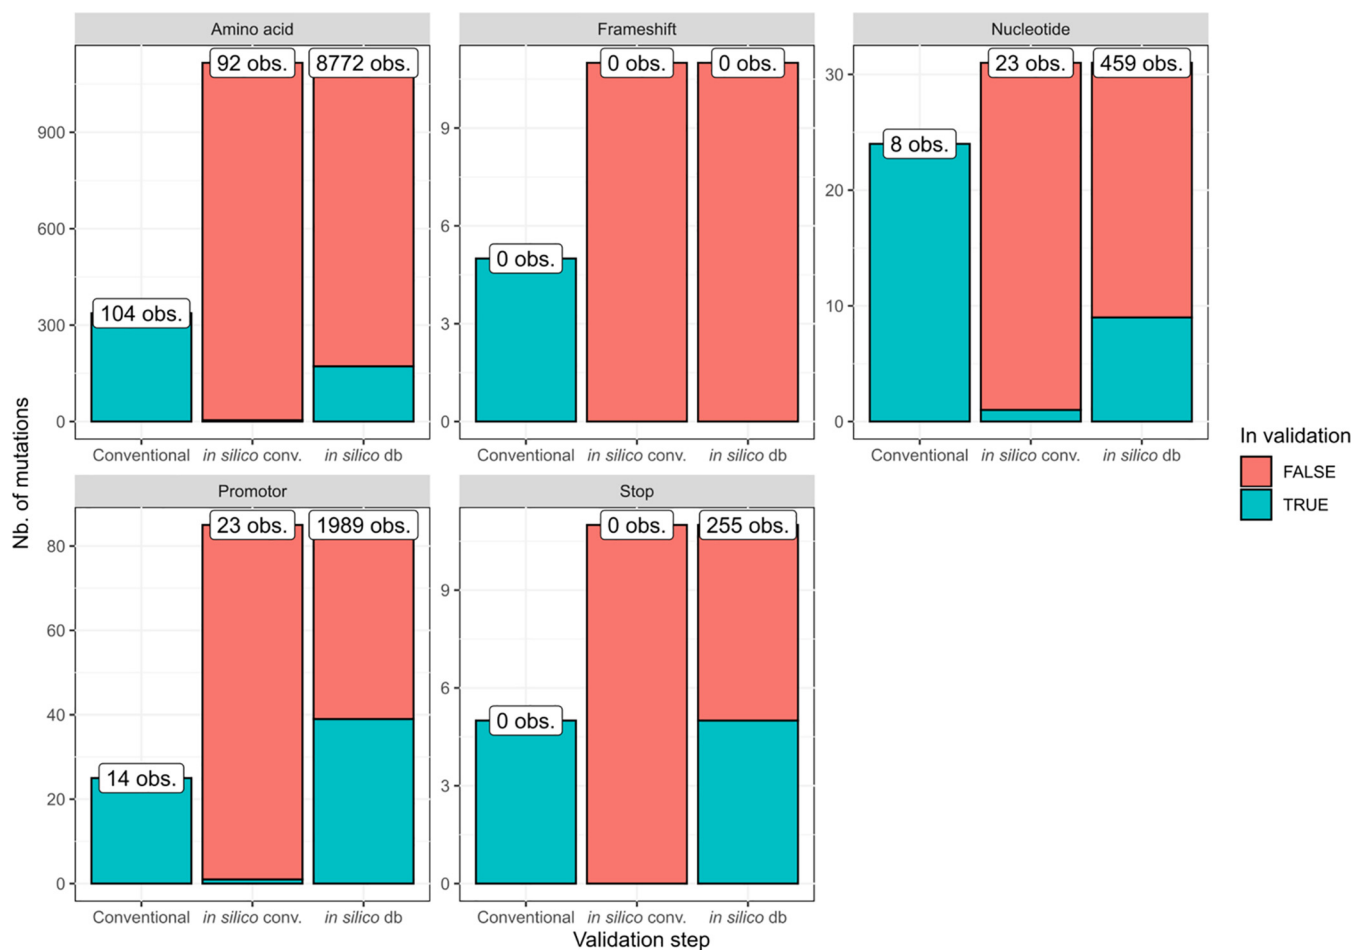 Amino acid
Frameshift
Nucleotide
92 obs.
8772 obs.
104 obs.
900
600
300
0
Conventional
in silico conv.
in silico db
0 obs.
0 obs.
0 obs.
9
6
3
0
Conventional
in silico conv.
in silico db
23 obs.
459 obs.
8 obs.
30
20
10
0
Conventional
in silico conv.
in silico db
Nb. of mutations
In validation
FALSE
TRUE
Promotor
Stop
23 obs.
1989 obs.
14 obs.
80
60
40
20
0
Conventional
in silico conv.
in silico db
0 obs.
255 obs.
0 obs.
9
6
3
0
Conventional
in silico conv.
in silico db
Validation step